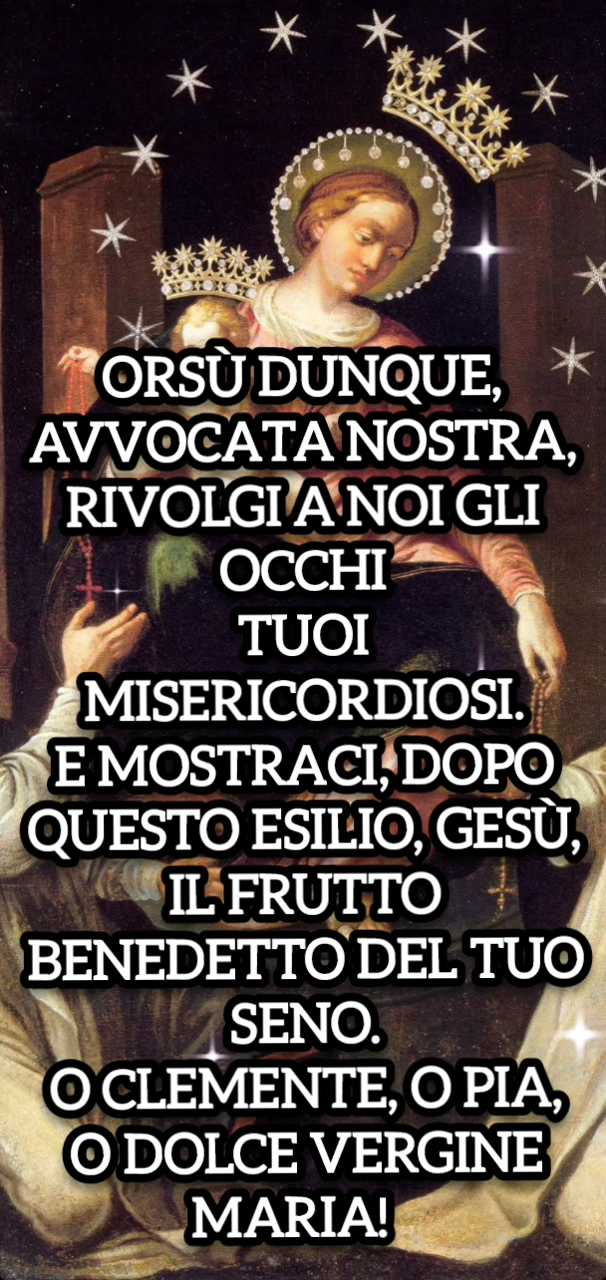 ORSÙ DUNQUE,
AVVOCATA NOSTRA,
RIVOLGI A NOI GLI
OCCHI
TUOI
MISERICORDIOSI.
E MOSTRACI, DOPO
QUESTO ESILIO, GESÙ,
IL FRUTTO
BENEDETTO DEL TUO
SENO.
O CLEMENTE, O PIA,
O DOLCE VERGINE
MARIA!